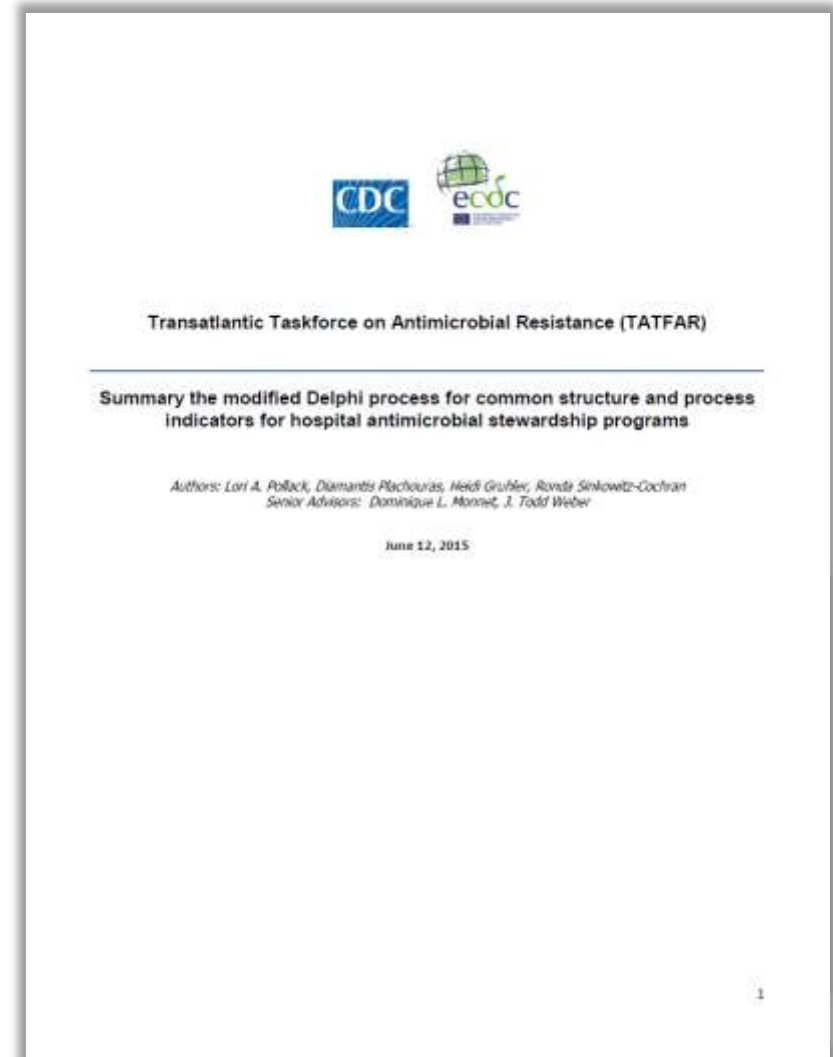 CDC
ecdc
Transatlantic Taskforce on Antimicrobial Resistance (TATFAR)
Summary the modified Delphi process for common structure and process
indicators for hospital antimicrobial stewardship programs
Authors: Lori A. Pollack, Diamantis Plachouras, Heidi Gruhler, Ronda Sinkowitz-Cochran
Senior Advisors: Dominique L. Monnet, J. Todd Weber
June 12, 2015
1